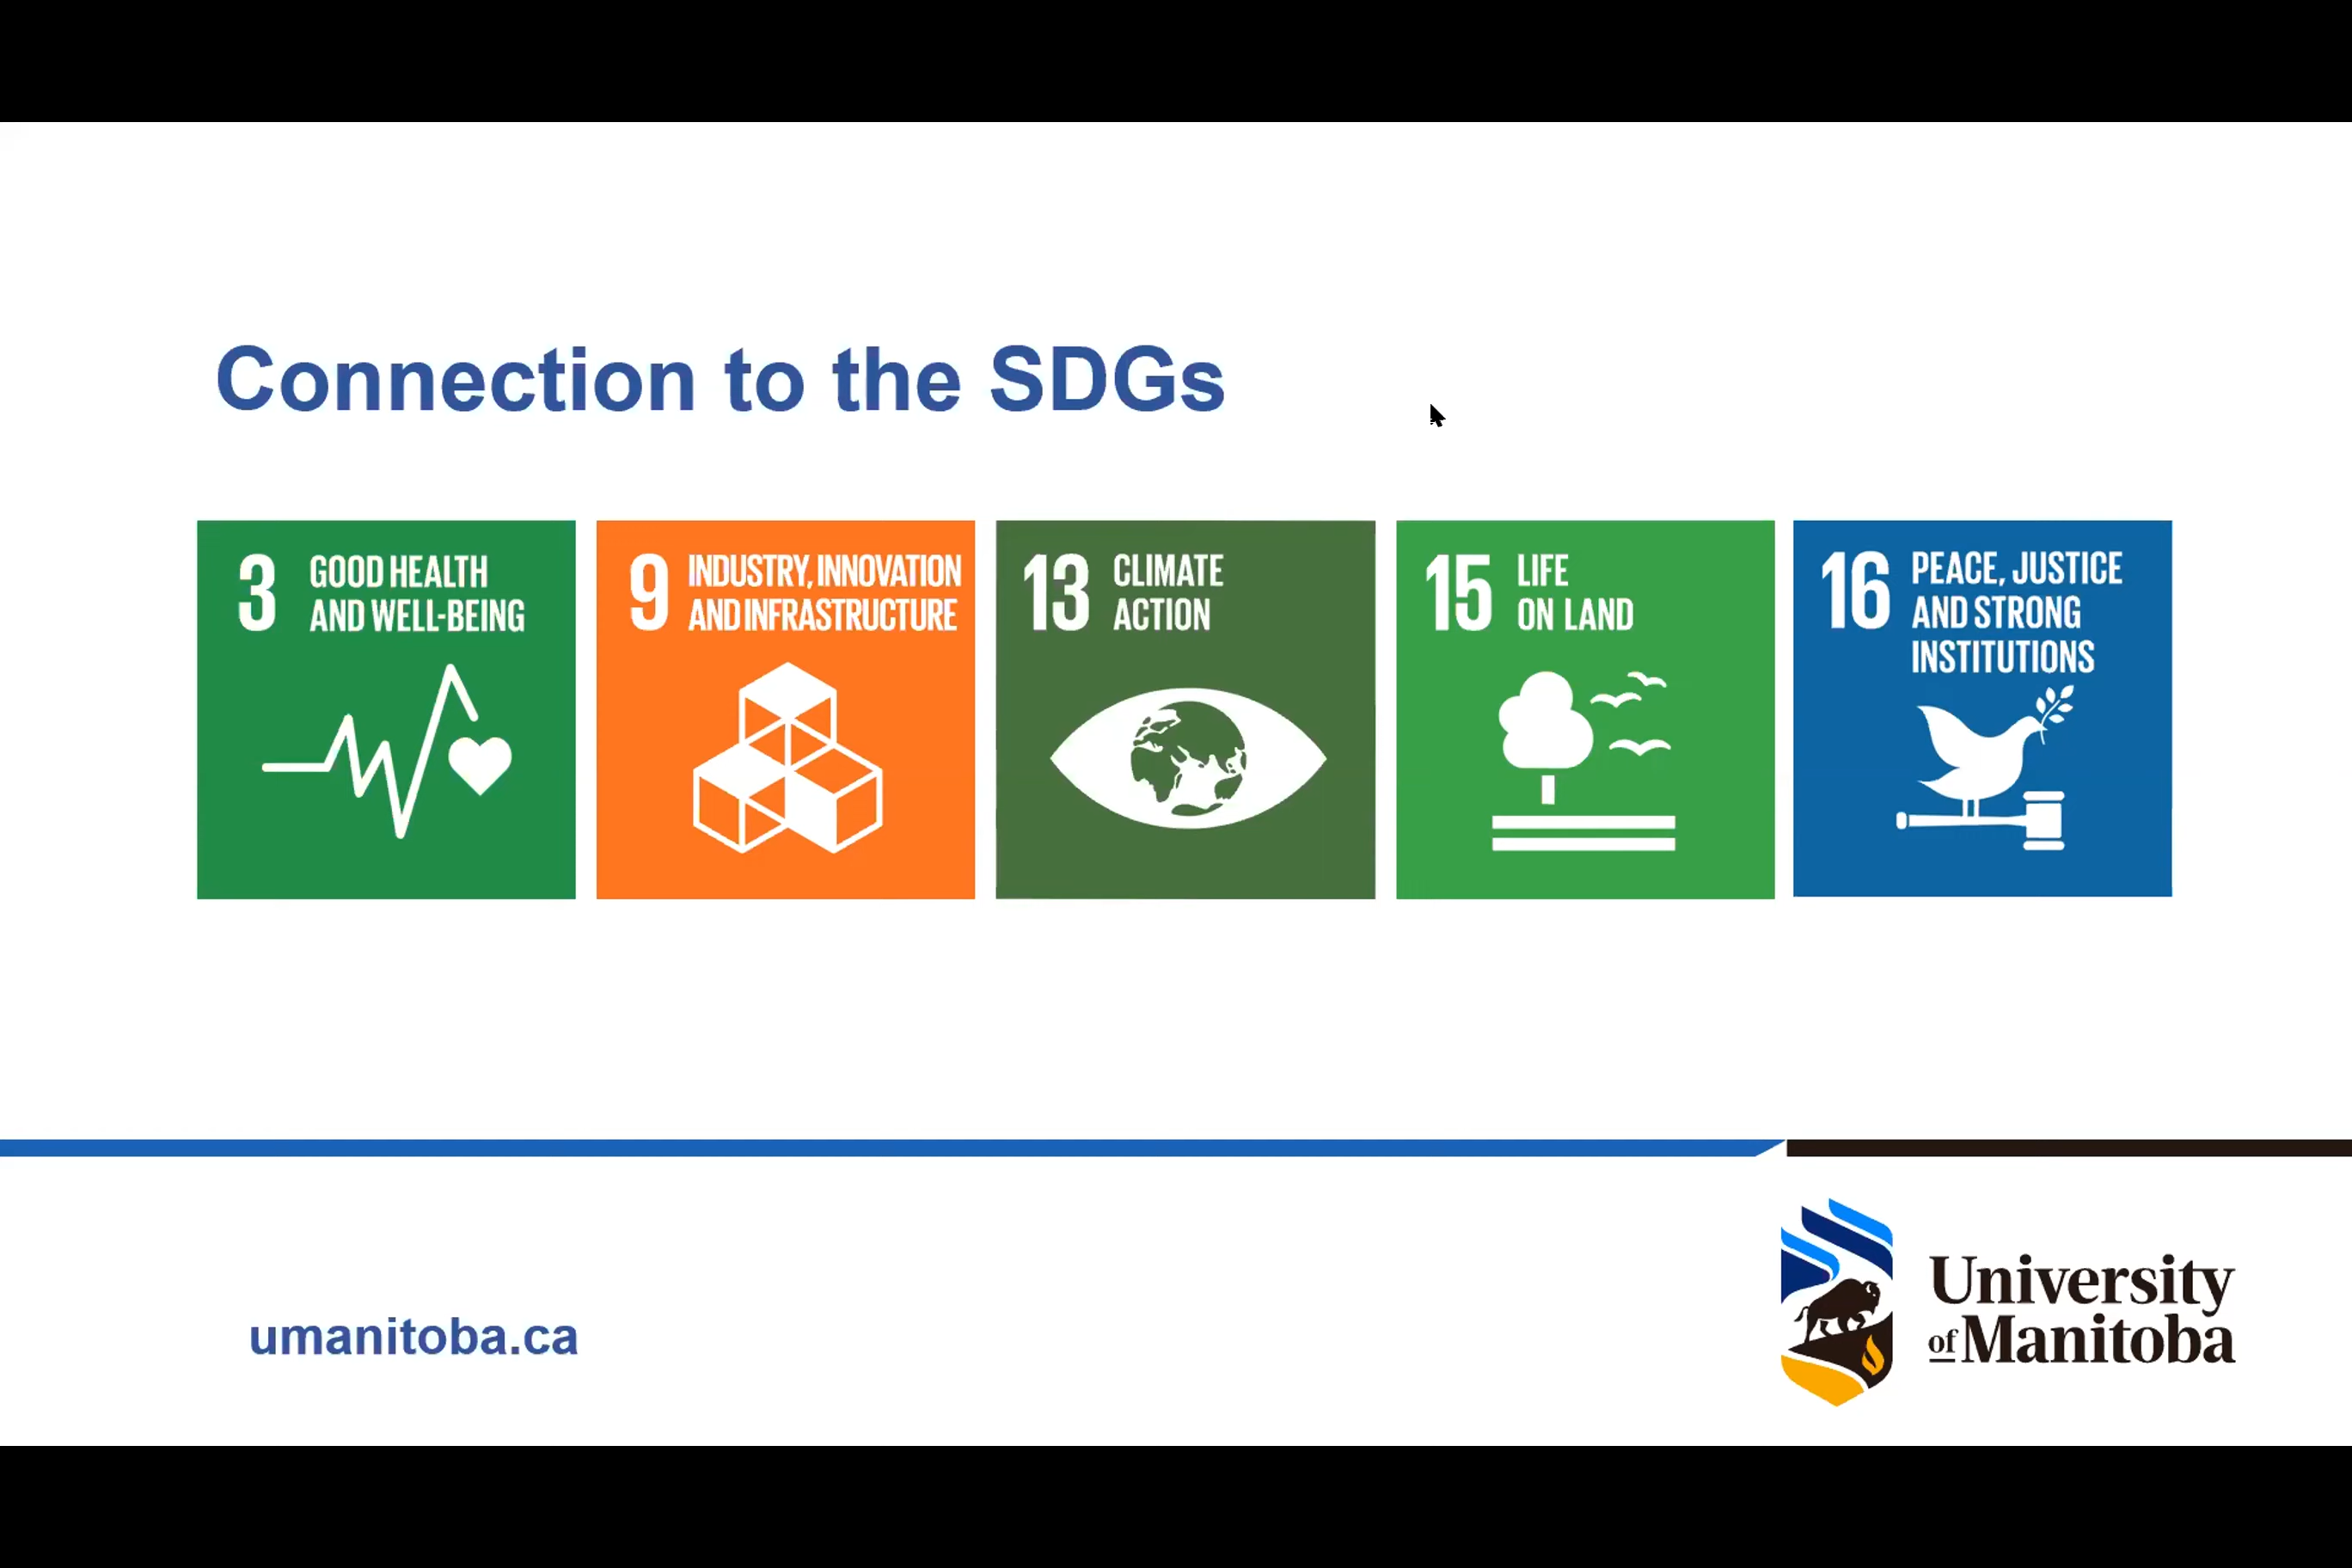 Connection to the SDGs
3 GOOD HEALTH
AND WELL-BEING
9 INDUSTRY, INNOVATION
AND INFRASTRUCTURE
13 CLIMATE
ACTION
15 LIFE
ON LAND
16 PEACE, JUSTICE
AND STRONG
INSTITUTIONS
umanitoba.ca
University
of Manitoba